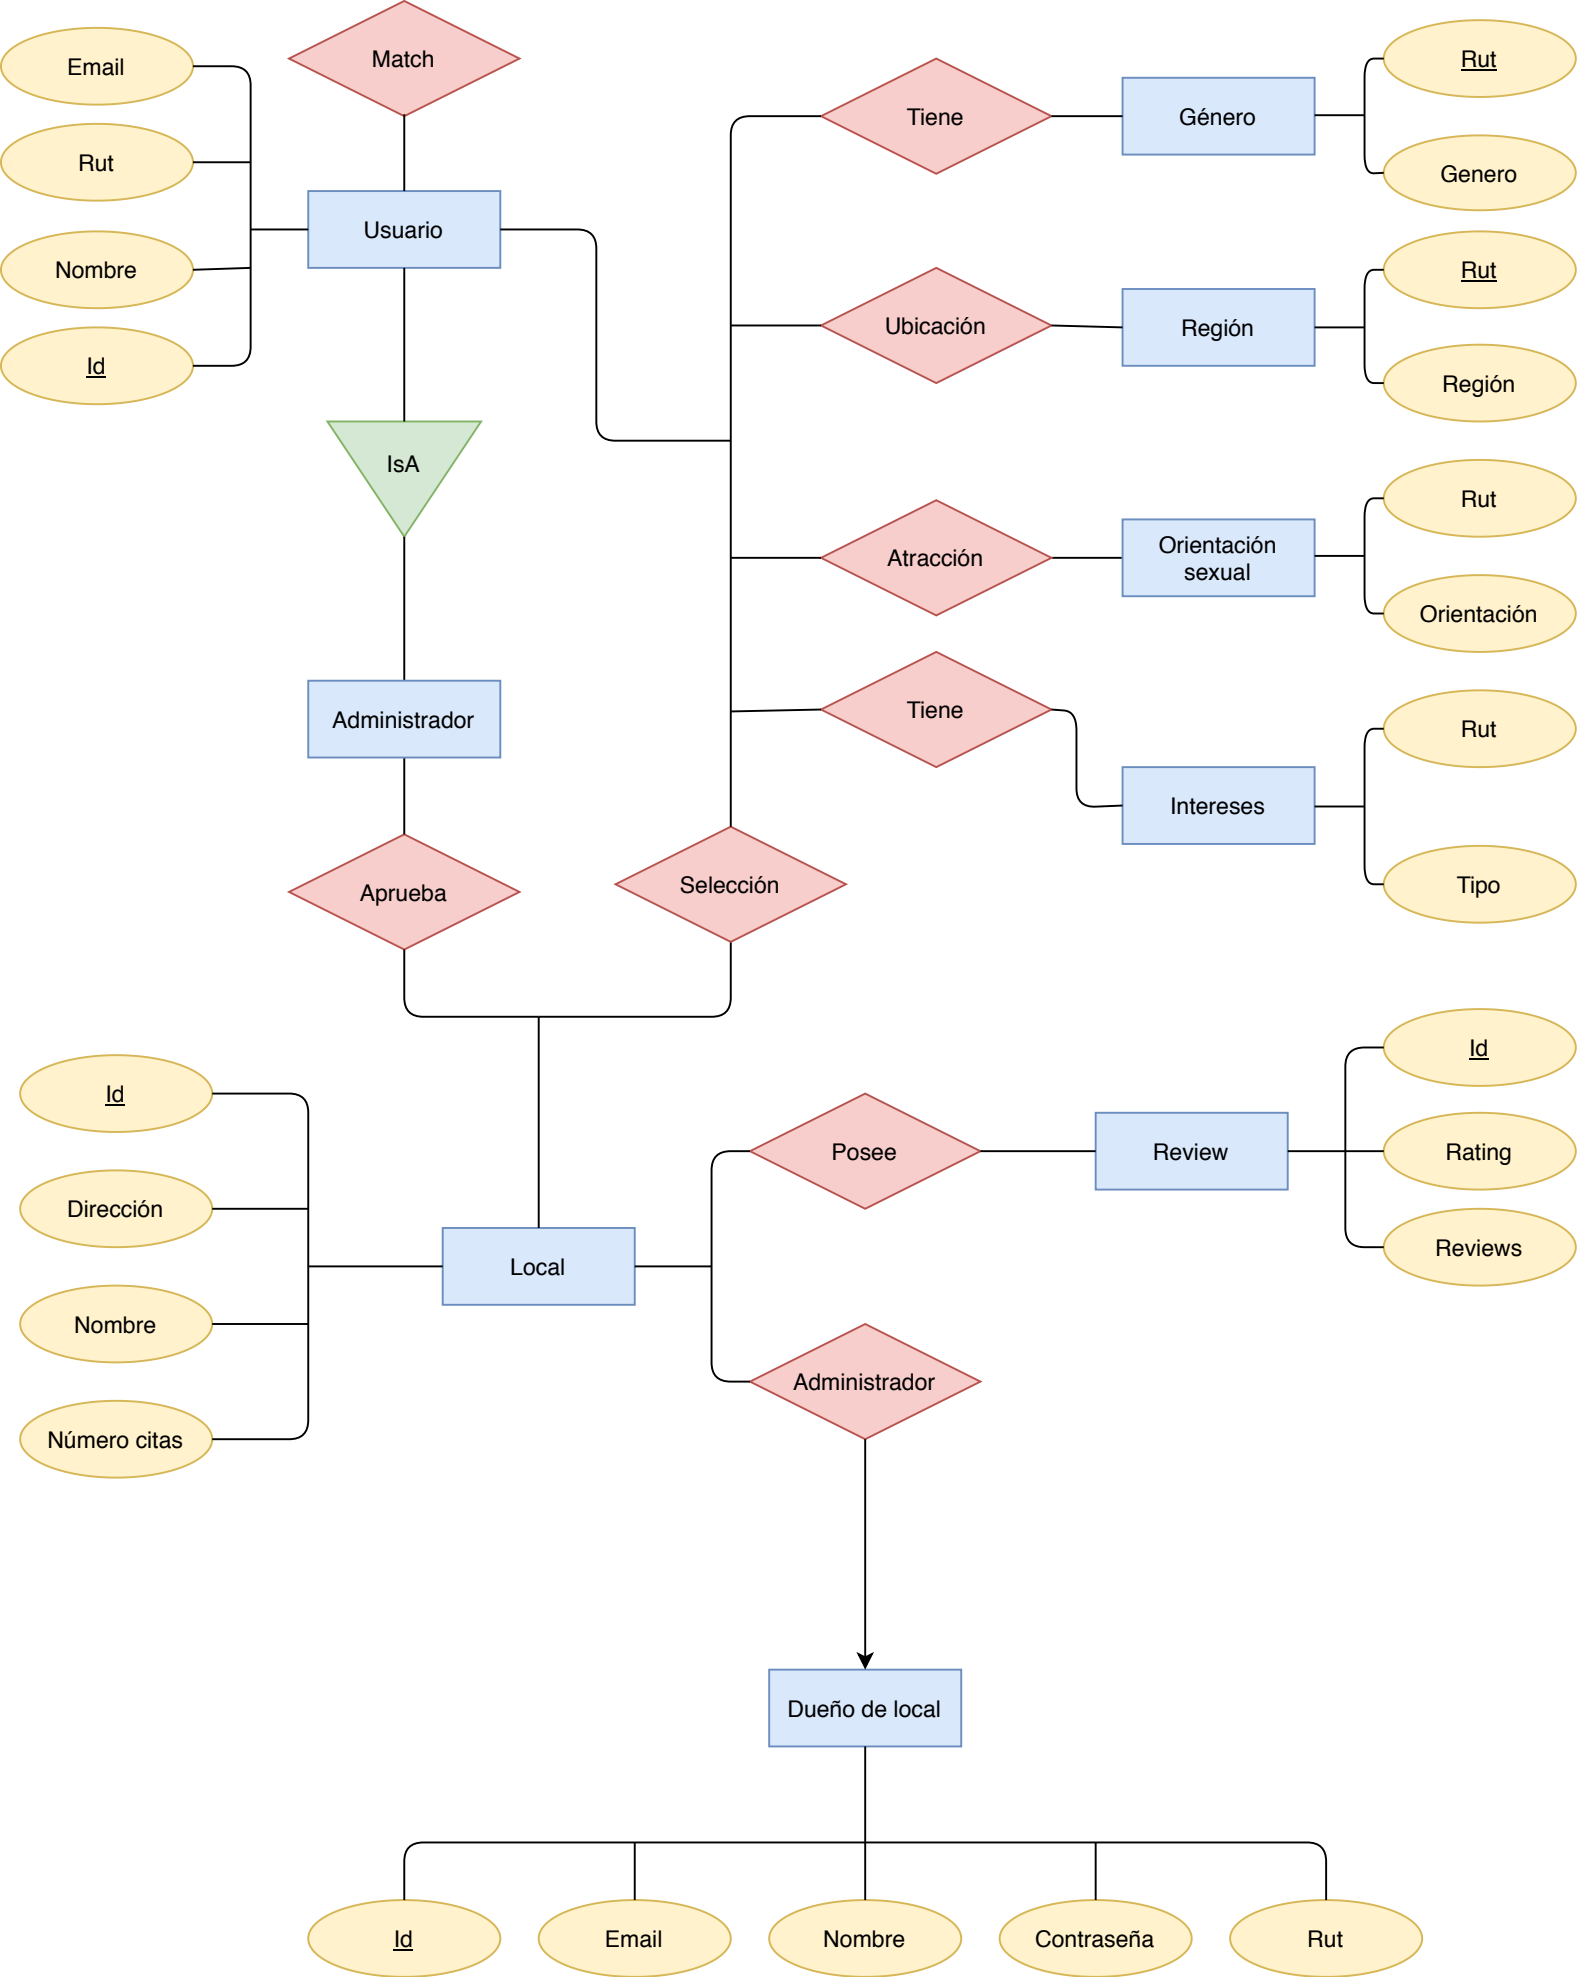 Match
Email
Rut
Nombre
Id
Usuario
IsA
Administrador
Aprueba
Selección
Tiene
Género
Rut
Genero
Ubicación
Región
Rut
Región
Atracción
Orientación
sexual
Rut
Orientación
Tiene
Intereses
Rut
Tipo
Id
Dirección
Nombre
Número citas
Local
Posee
Review
Id
Rating
Reviews
Administrador
Dueño de local
Id
Email
Nombre
Contraseña
Rut